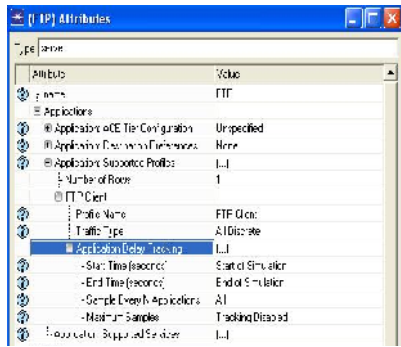 (FTP) Attributes
Type: server
Attribute Value
name FTP
Applications
Application: ACE Tier Configuration Unspecified
Application: Destination Preferences None
Application: Supported Profiles (...)
Number of Rows 1
FTP Client
Profile Name FTP Client
Traffic Type All Discrete
Application Delay Tracking (...)
Start Time (seconds) Start of Simulation
End Time (seconds) End of Simulation
Sample Every N Applications All
Maximum Samples Tracking Disabled
Application: Supported Services (...)